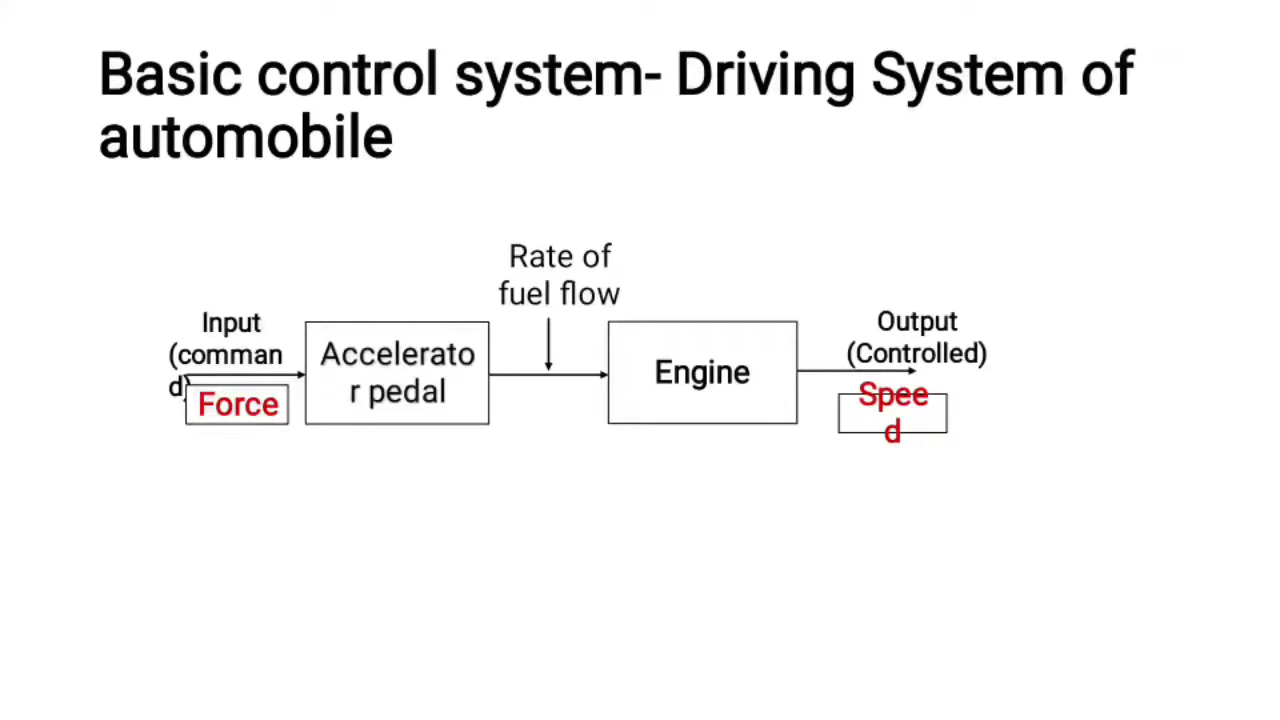 Basic control system- Driving System of
automobile
Rate of
fuel flow
Input
(comman
d)
Force
Accelerato
r pedal
Engine
Output
(Controlled)
Spee
d